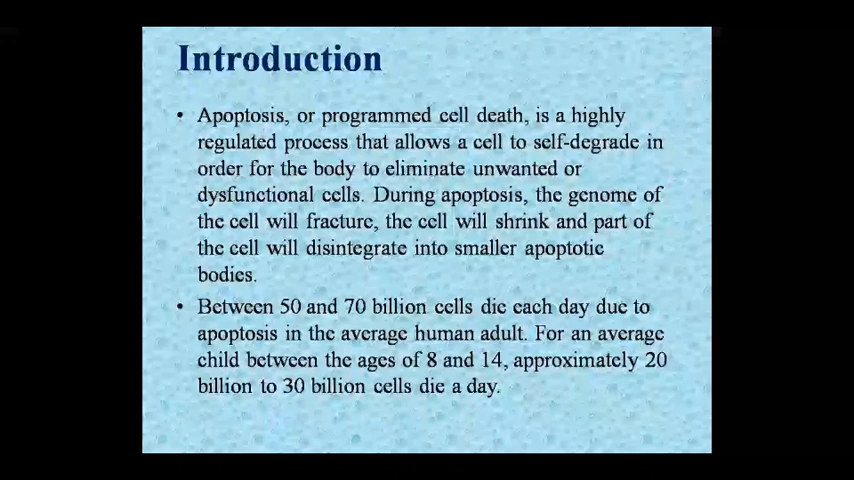 Introduction
• Apoptosis, or programmed cell death, is a highly
regulated process that allows a cell to self-degrade in
order for the body to eliminate unwanted or
dysfunctional cells. During apoptosis, the genome of
the cell will fracture, the cell will shrink and part of
the cell will disintegrate into smaller apoptotic
bodies.
• Between 50 and 70 billion cells die each day due to
apoptosis in the average human adult. For an average
child between the ages of 8 and 14, approximately 20
billion to 30 billion cells die a day.